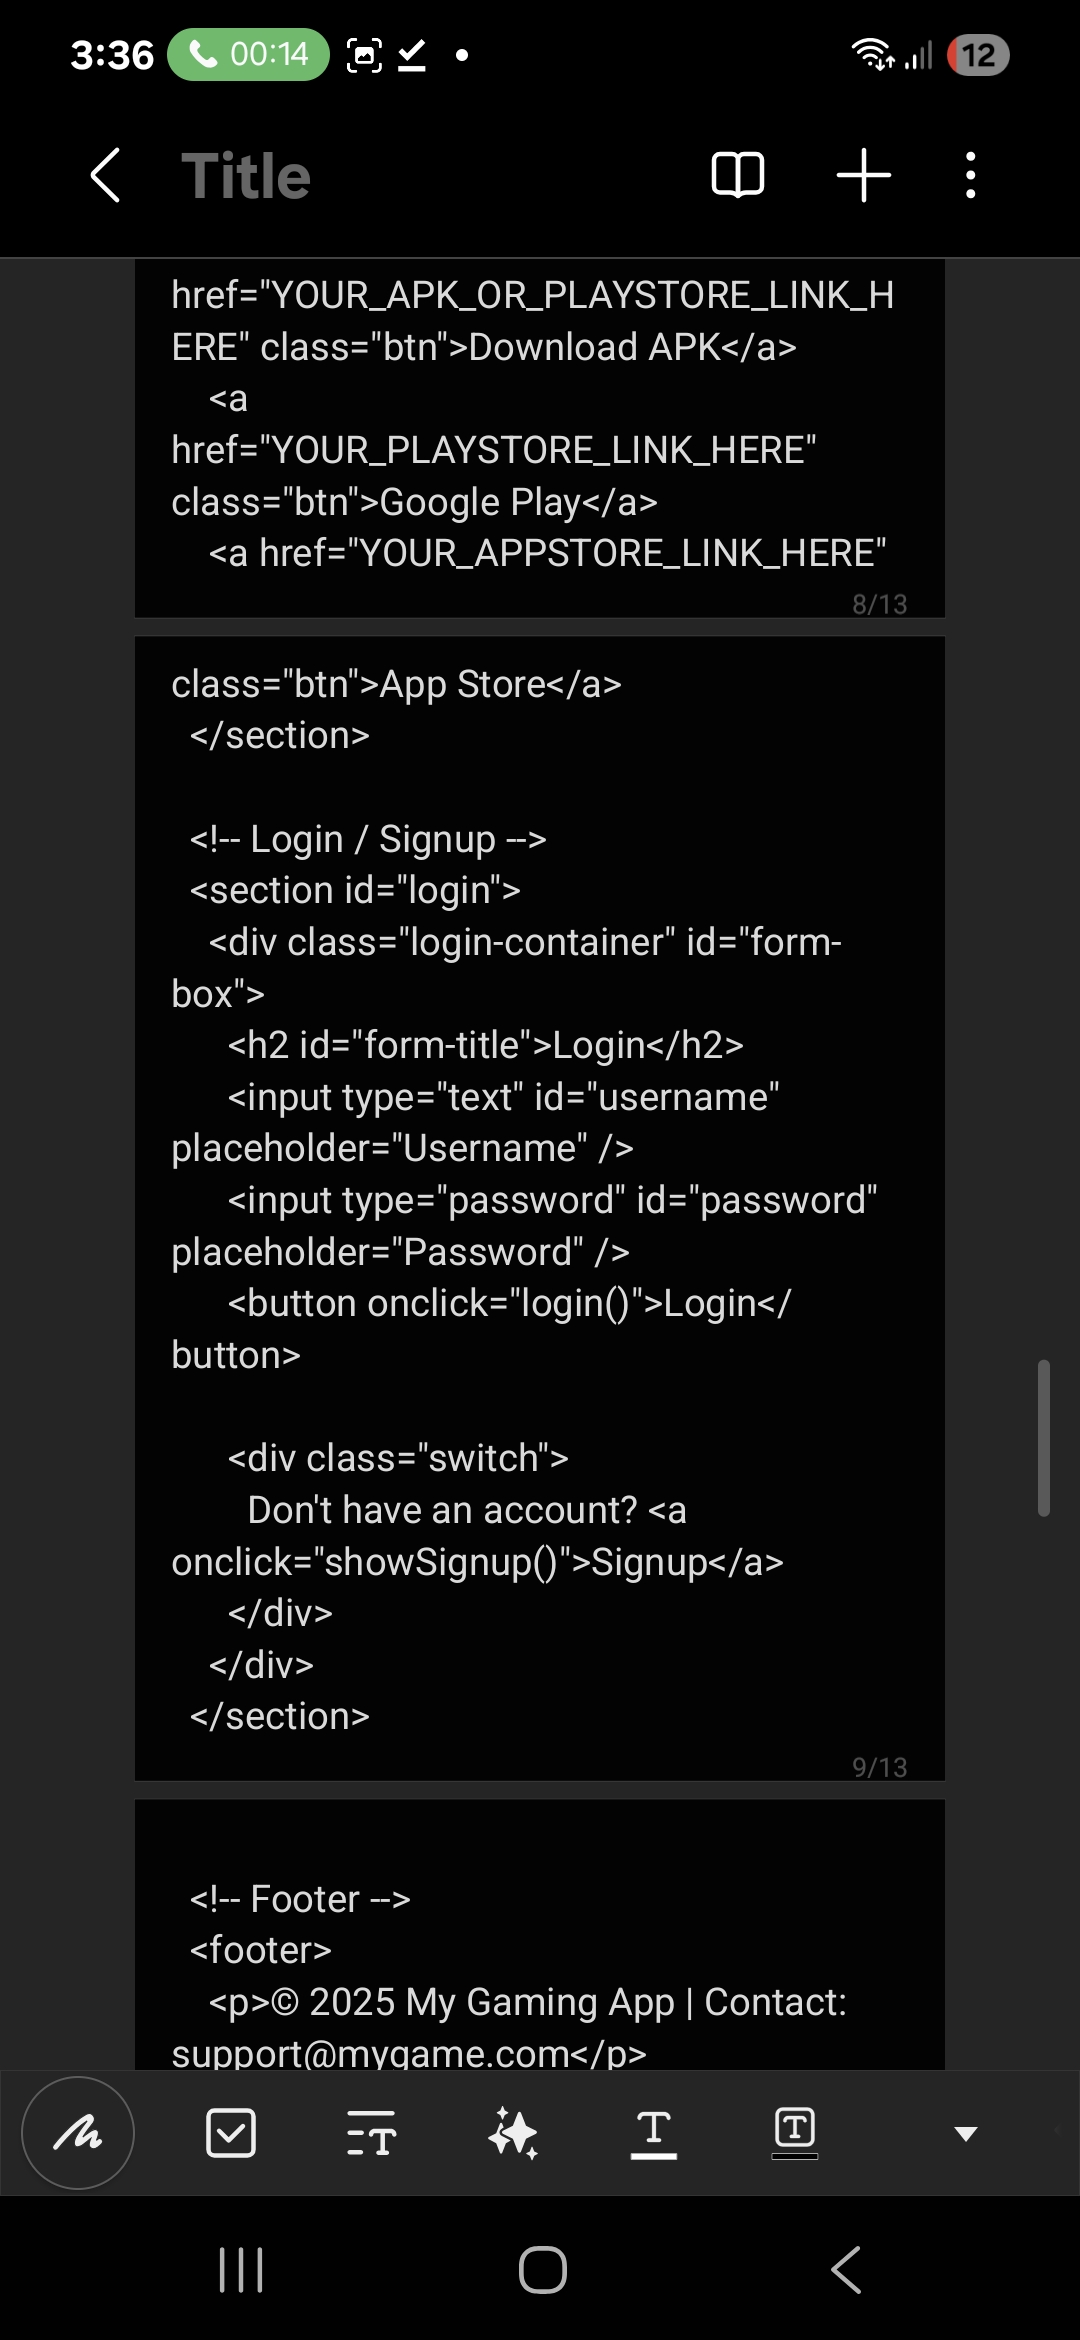 3:36 00:14 12
Title
href="YOUR_APK_OR_PLAYSTORE_LINK_H
ERE" class="btn">Download APK</a>
<a
href="YOUR_PLAYSTORE_LINK_HERE"
class="btn">Google Play</a>
<a href="YOUR_APPSTORE_LINK_HERE"
8/13
class="btn">App Store</a>
</section>
<!-- Login / Signup -->
<section id="login">
<div class="login-container" id="form-
box">
<h2 id="form-title">Login</h2>
<input type="text" id="username"
placeholder="Username" />
<input type="password" id="password"
placeholder="Password" />
<button onclick="login()">Login</
button>
<div class="switch">
Don't have an account? <a
onclick="showSignup()">Signup</a>
</div>
</div>
</section>
9/13
<!-- Footer -->
<footer>
<p>© 2025 My Gaming App | Contact:
support@mygame.com</p>